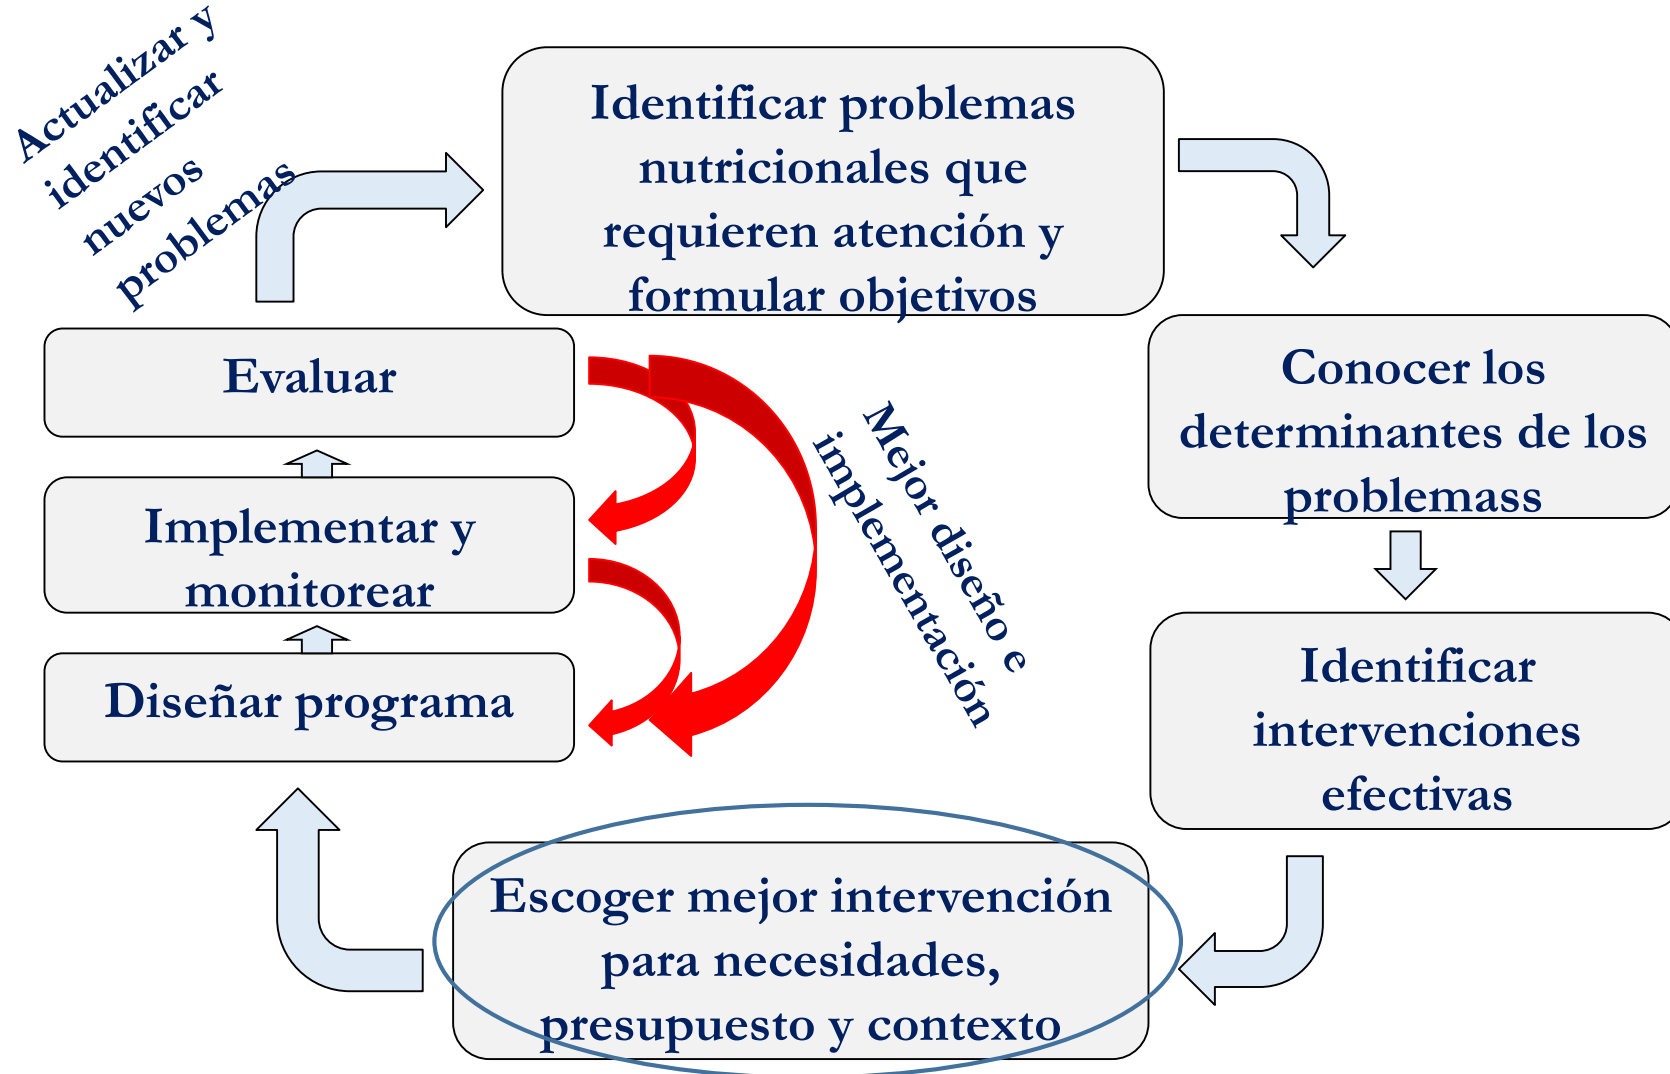 Actualizar y
identificar
nuevos
problemas
Identificar problemas
nutricionales que
requieren atención y
formular objetivos
Conocer los
determinantes de los
problemass
Identificar
intervenciones
efectivas
Escoger mejor intervención
para necesidades,
presupuesto y contexto
Diseñar programa
Implementar y
monitorear
Evaluar
Mejor diseño e
implementación